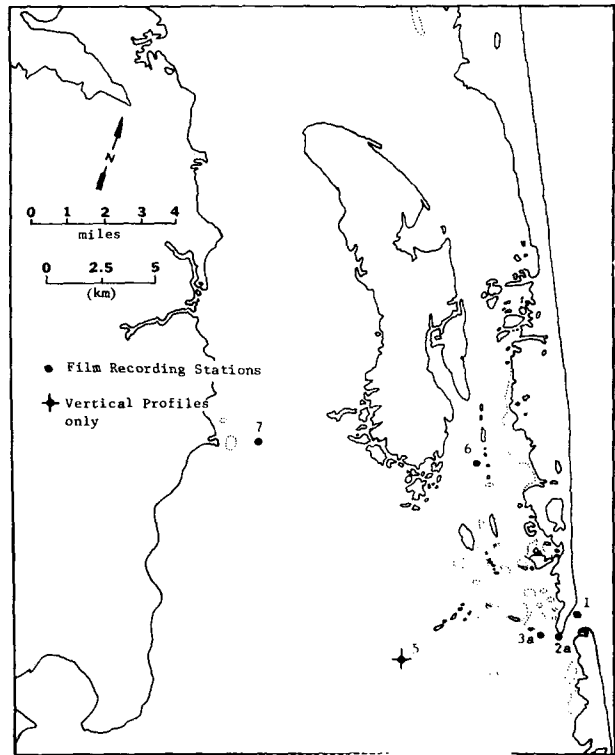 N
0 1 2 3 4
miles
0 2.5 5
(km)
Film Recording Stations
Vertical Profiles
only
7
6
1
3a
2a
5